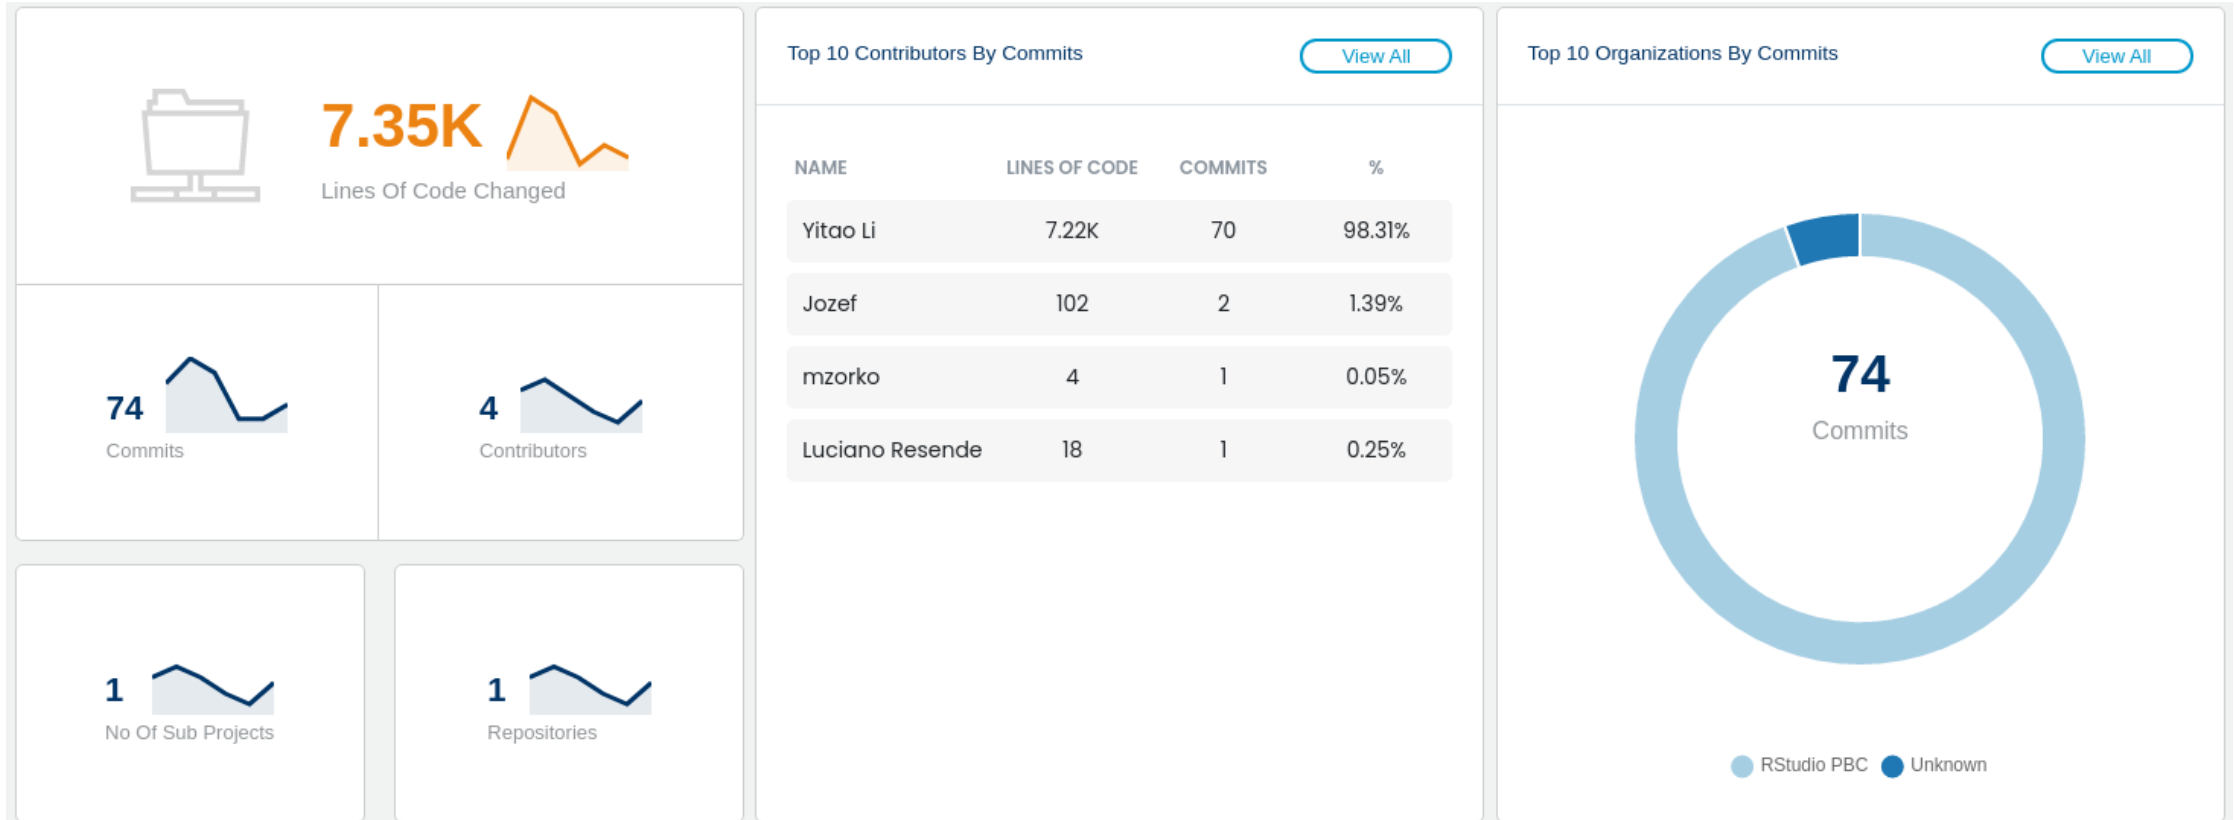 7.35K
Lines Of Code Changed
74
Commits
4
Contributors
1
No Of Sub Projects
1
Repositories
Top 10 Contributors By Commits
View All
NAME LINES OF CODE COMMITS %
Yitao Li 7.22K 70 98.31%
Jozef 102 2 1.39%
mzorko 4 1 0.05%
Luciano Resende 18 1 0.25%
Top 10 Organizations By Commits
View All
74
Commits
RStudio PBC Unknown